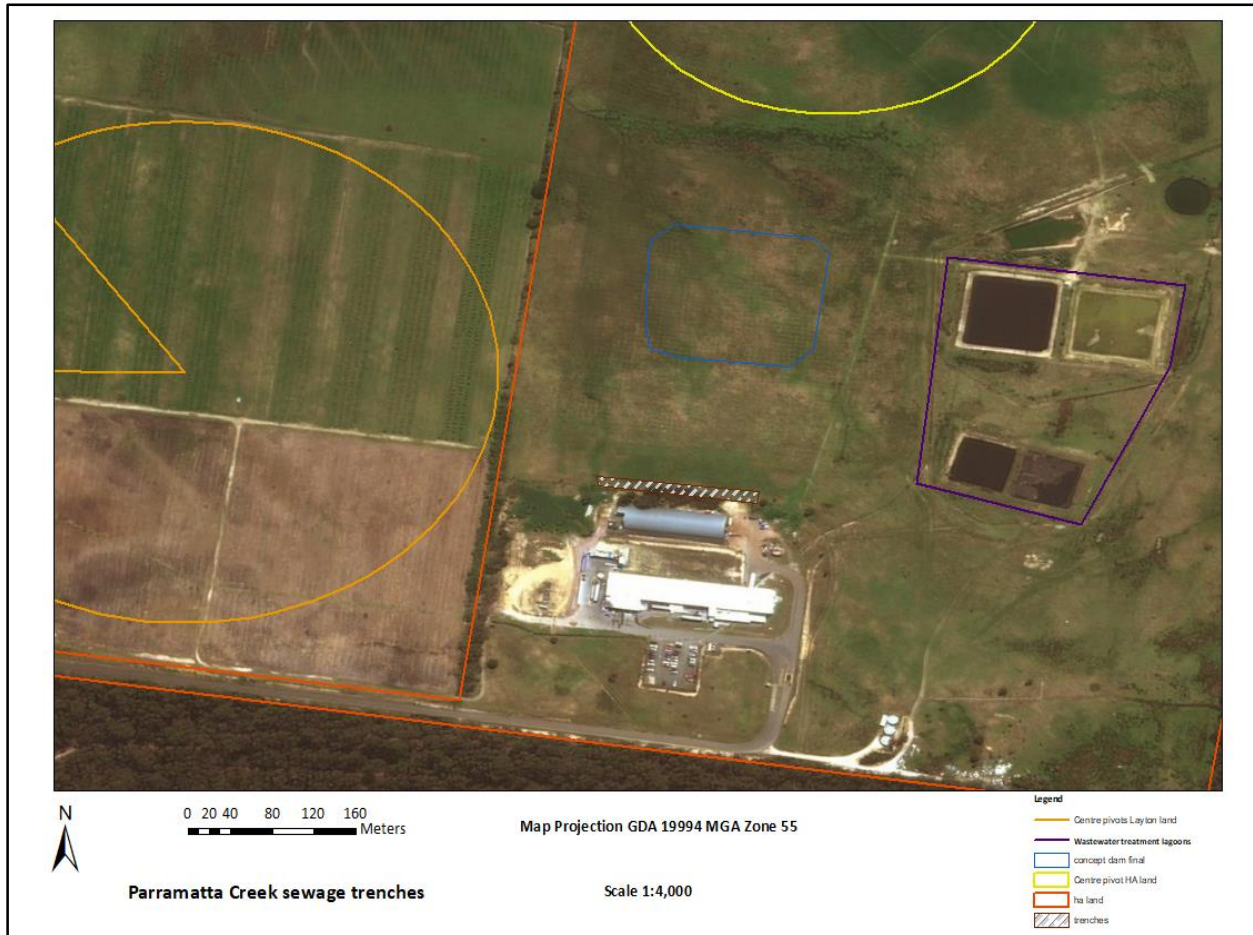 N
0 20 40 80 120 160
Meters
Map Projection GDA 19994 MGA Zone 55
Parramatta Creek sewage trenches
Scale 1:4,000
Legend
Centre pivots Layton land
Wastewater treatment lagoons
concept dam final
Centre pivot HA land
ha land
trenches